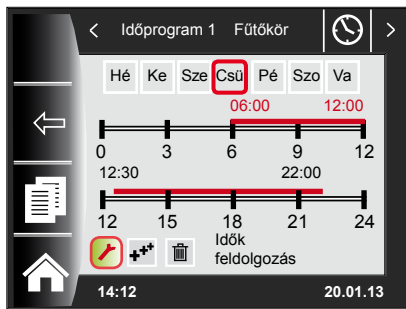 < Időprogram 1 Fűtőkör >
Hé Ke Sze Csü Pé Szo Va
06:00 12:00
0 3 6 9 12
12:30 22:00
12 15 18 21 24
Idők
feldolgozás
14:12 20.01.13